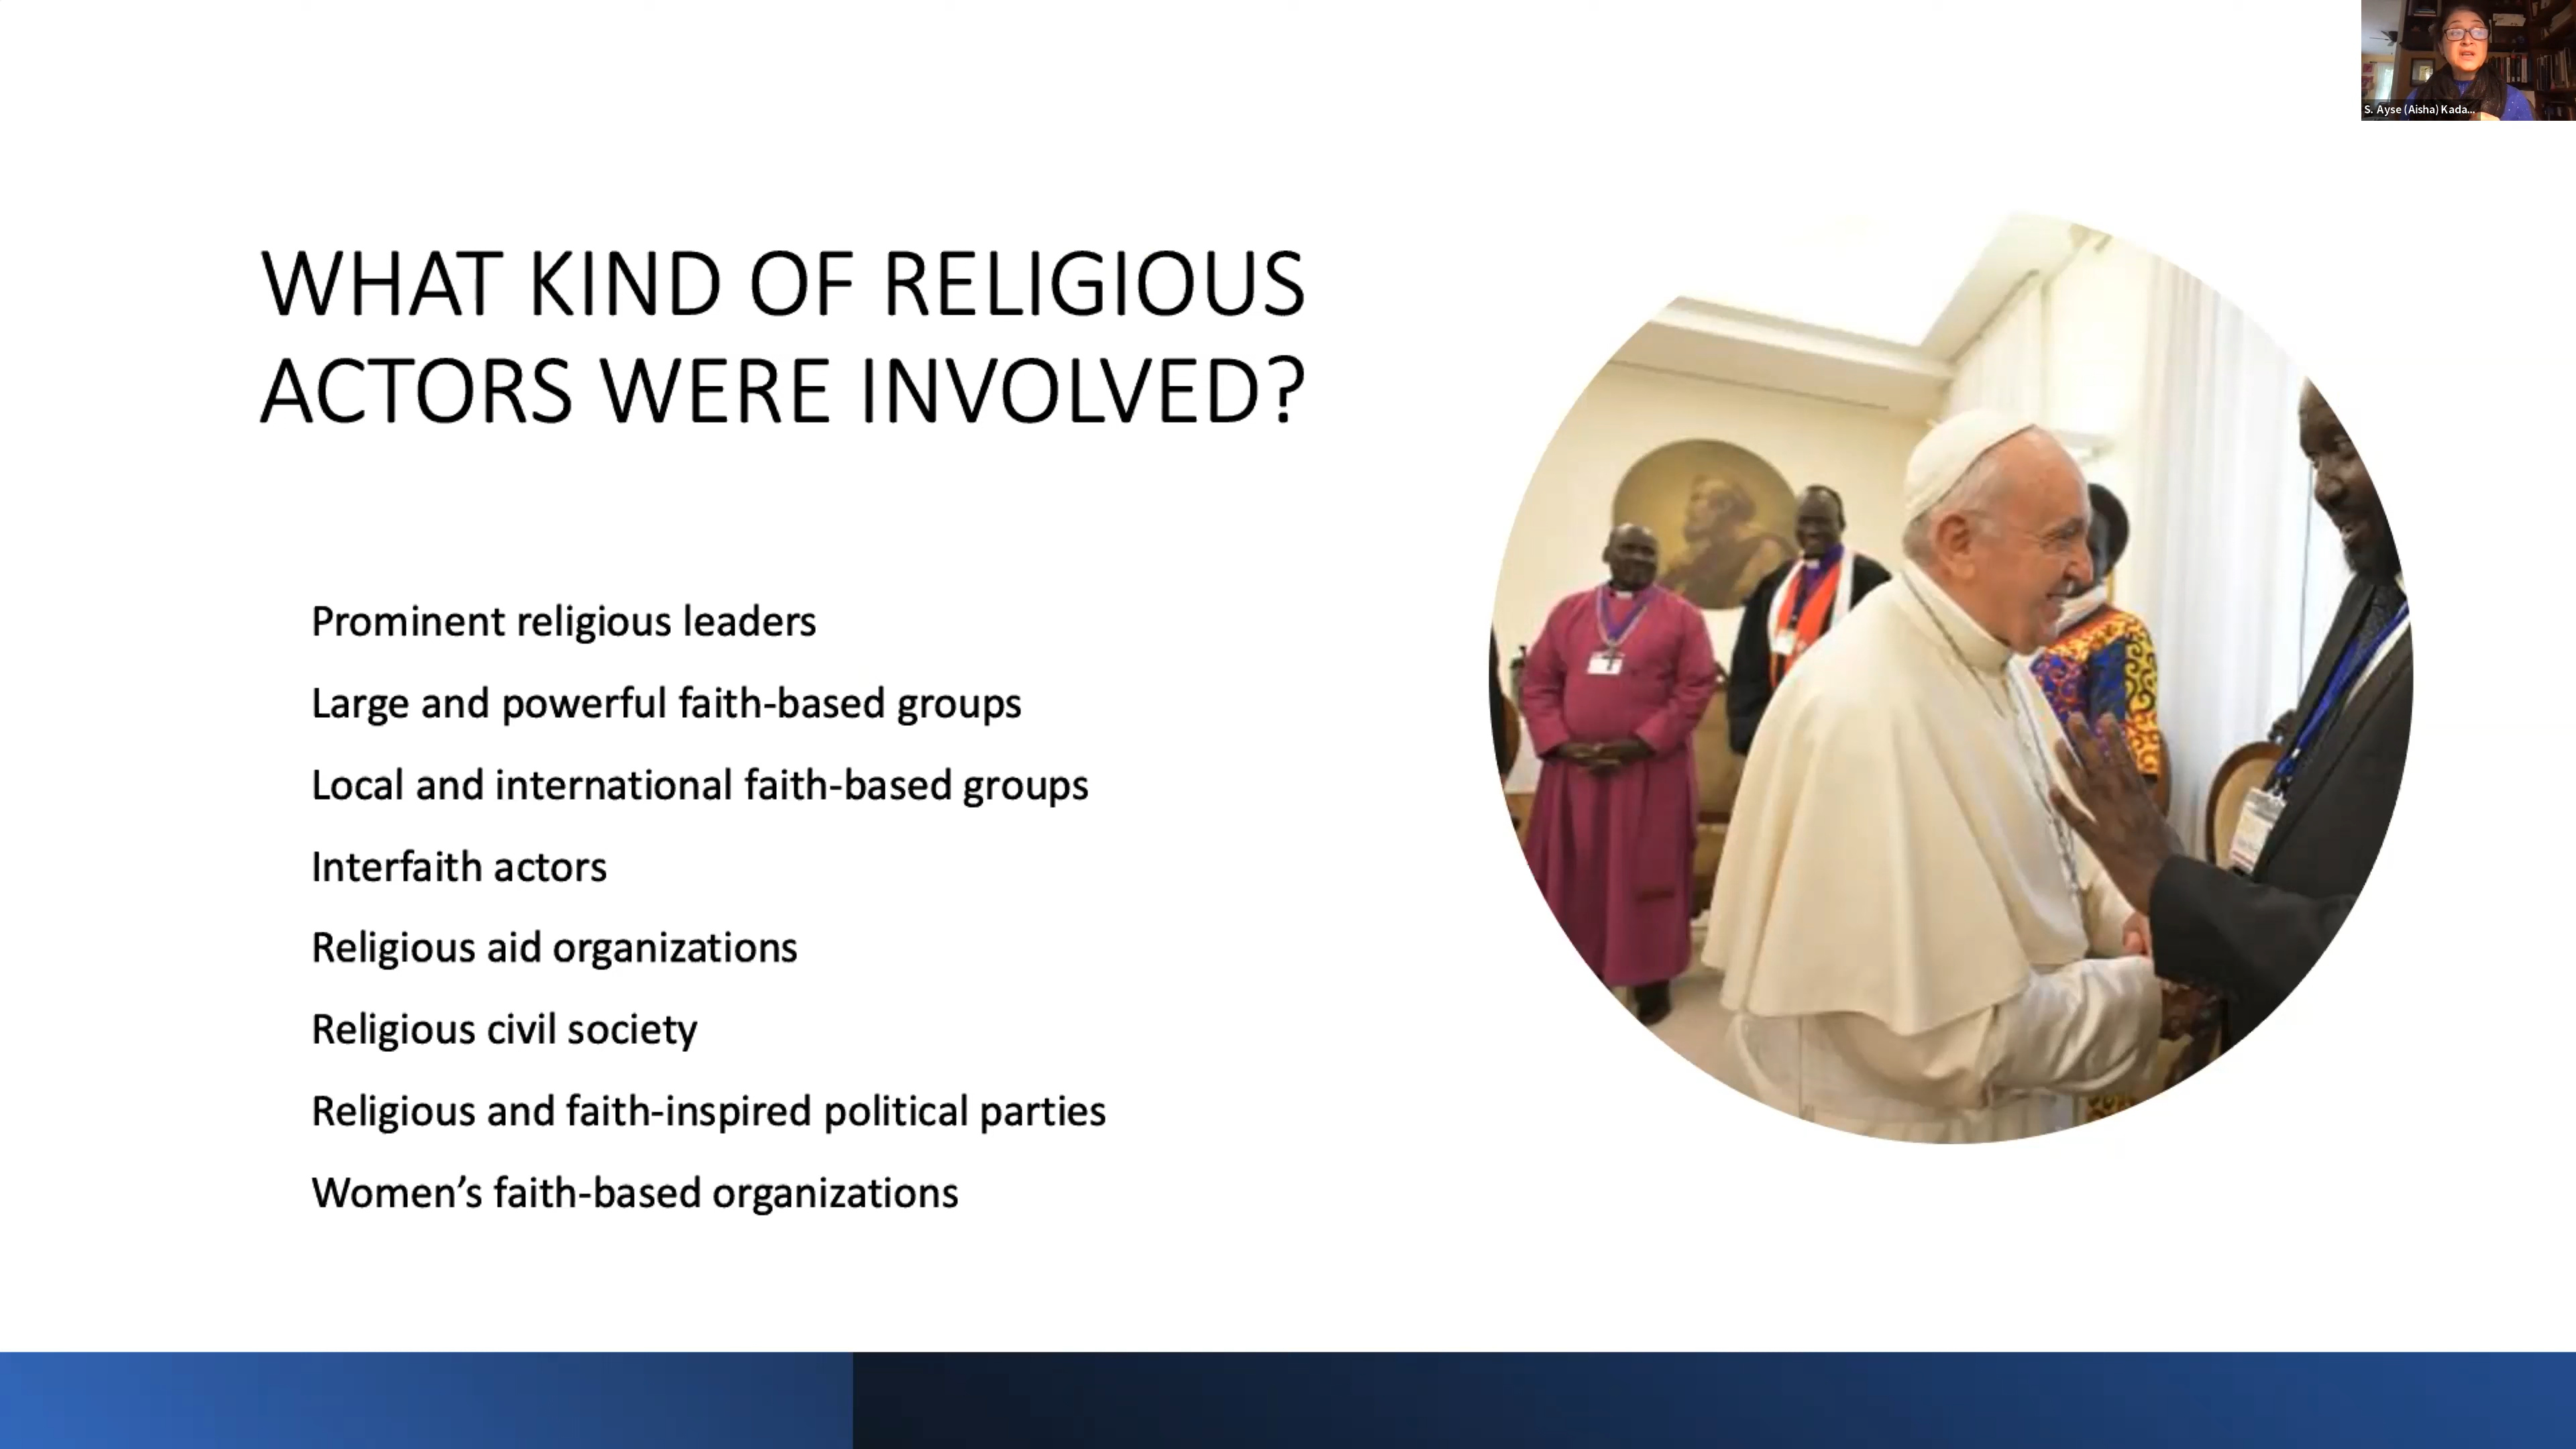 S. Ayse (Aisha) Kada...
WHAT KIND OF RELIGIOUS
ACTORS WERE INVOLVED?
Prominent religious leaders
Large and powerful faith-based groups
Local and international faith-based groups
Interfaith actors
Religious aid organizations
Religious civil society
Religious and faith-inspired political parties
Women’s faith-based organizations